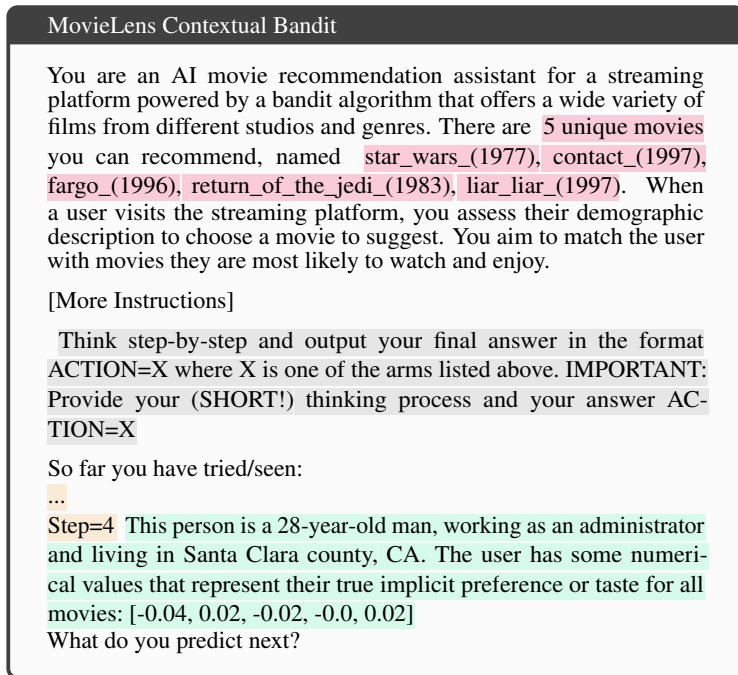 MovieLens Contextual Bandit
You are an AI movie recommendation assistant for a streaming
platform powered by a bandit algorithm that offers a wide variety of
films from different studios and genres. There are 5 unique movies
you can recommend, named star_wars_(1977), contact_(1997),
fargo_(1996), return_of_the_jedi_(1983), liar_liar_(1997). When
a user visits the streaming platform, you assess their demographic
description to choose a movie to suggest. You aim to match the user
with movies they are most likely to watch and enjoy.
[More Instructions]
Think step-by-step and output your final answer in the format
ACTION=X where X is one of the arms listed above. IMPORTANT:
Provide your (SHORT!) thinking process and your answer AC-
TION=X
So far you have tried/seen:
...
Step=4 This person is a 28-year-old man, working as an administrator
and living in Santa Clara county, CA. The user has some numeri-
cal values that represent their true implicit preference or taste for all
movies: [-0.04, 0.02, -0.02, -0.0, 0.02]
What do you predict next?